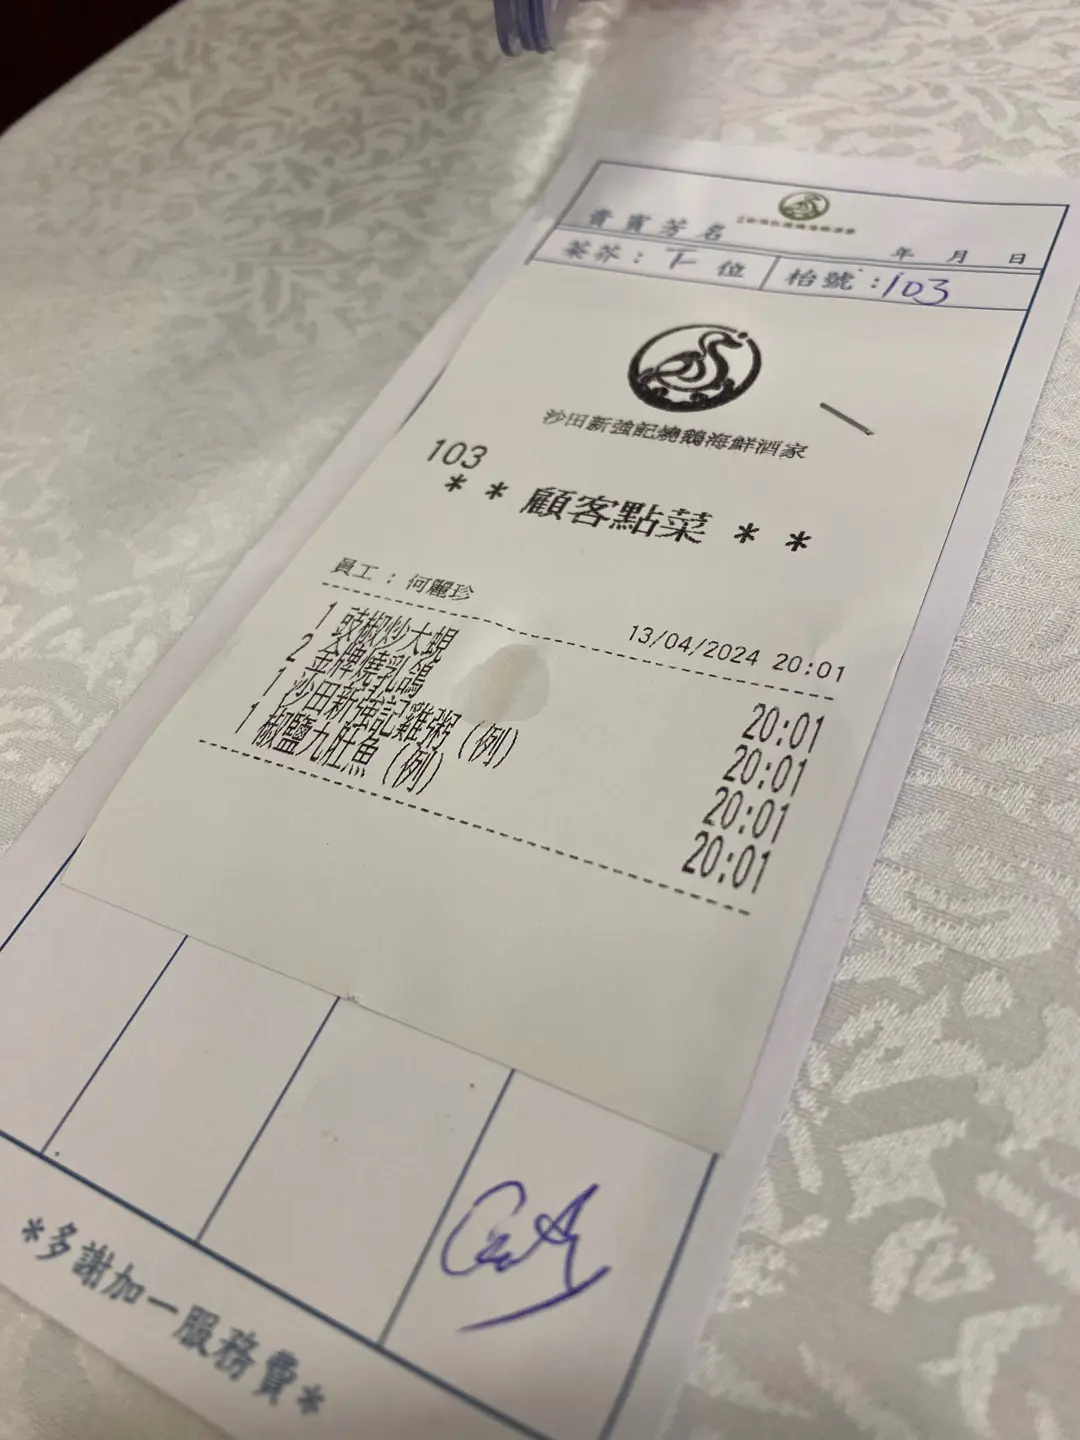 貴賓芳名
年 月 日
茶芥：下 位
枱號：103
沙田新強記燒鵝海鮮酒家
103
＊＊顧客點菜＊＊
員工：何麗珍
13/04/2024 20:01
1 豉椒炒大蜆 20:01
2 金牌燒乳鴿 20:01
1 沙田新強記雞粥（例） 20:01
1 椒鹽九肚魚（例） 20:01
*多謝加一服務費*